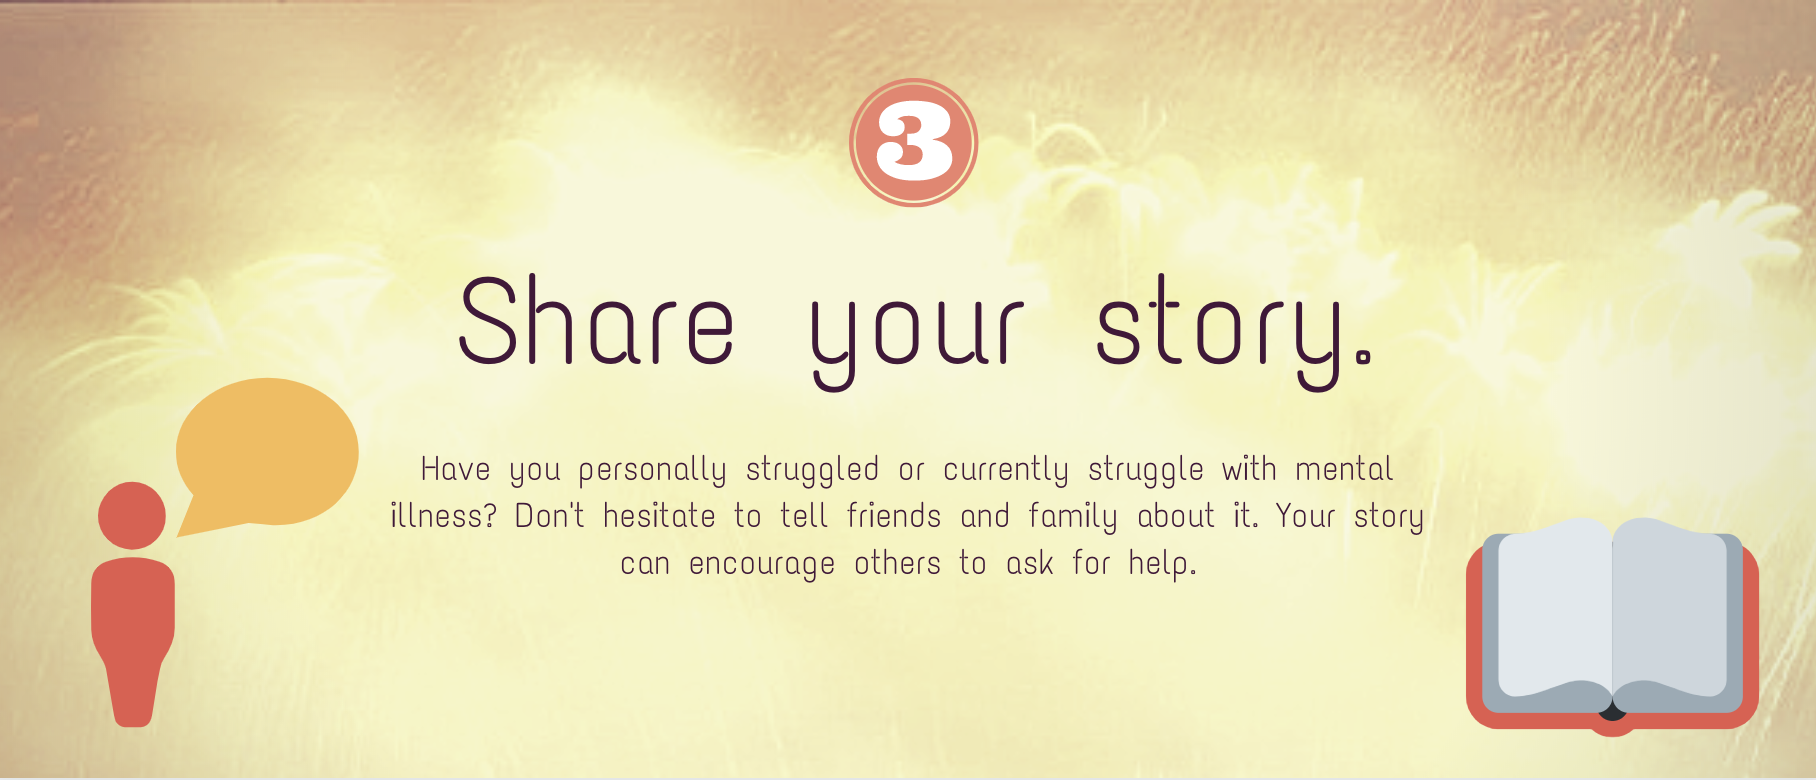 3
Share your story.
Have you personally struggled or currently struggle with mental
illness? Don't hesitate to tell friends and family about it. Your story
can encourage others to ask for help.